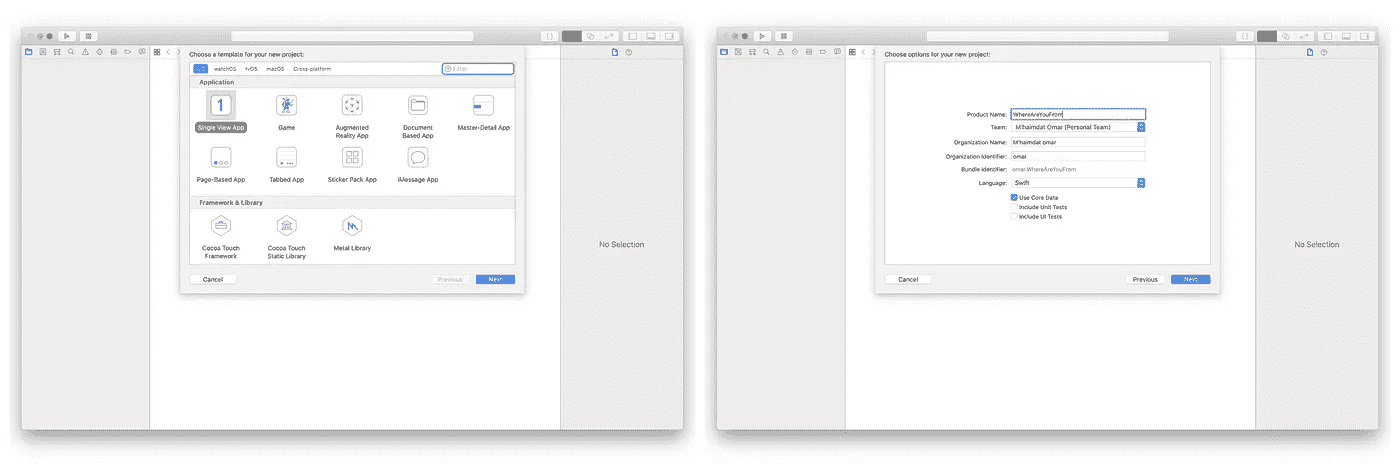 Choose a template for your new project:
iOS watchOS tvOS macOS Cross-platform
Filter
Application
1
Single View App Game Augmented Reality App Document Based App Master-Detail App
Page-Based App Tabbed App Sticker Pack App iMessage App
Framework & Library
Cocoa Touch Framework Cocoa Touch Static Library Metal Library
Cancel Previous Next
No Selection
Choose options for your new project:
Product Name: WhereAreYouFrom
Team: M'haimdat Omar (Personal Team)
Organization Name: M'haimdat omar
Organization Identifier: omar
Bundle Identifier: omar.WhereAreYouFrom
Language: Swift
Use Core Data
Include Unit Tests
Include UI Tests
Cancel Previous Next
No Selection